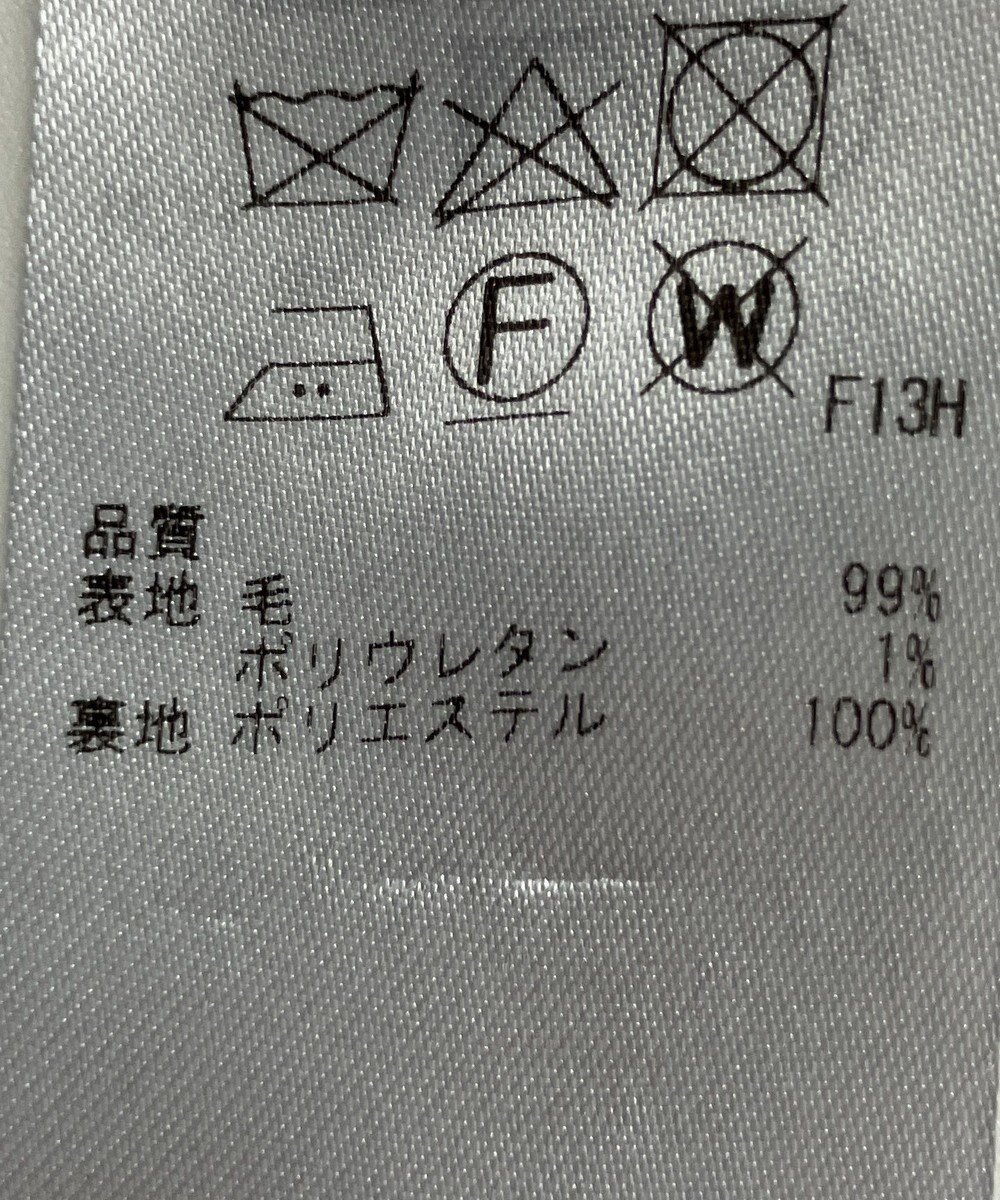 F W F13H
品質
表地 毛 99%
ポリウレタン 1%
裏地 ポリエステル 100%